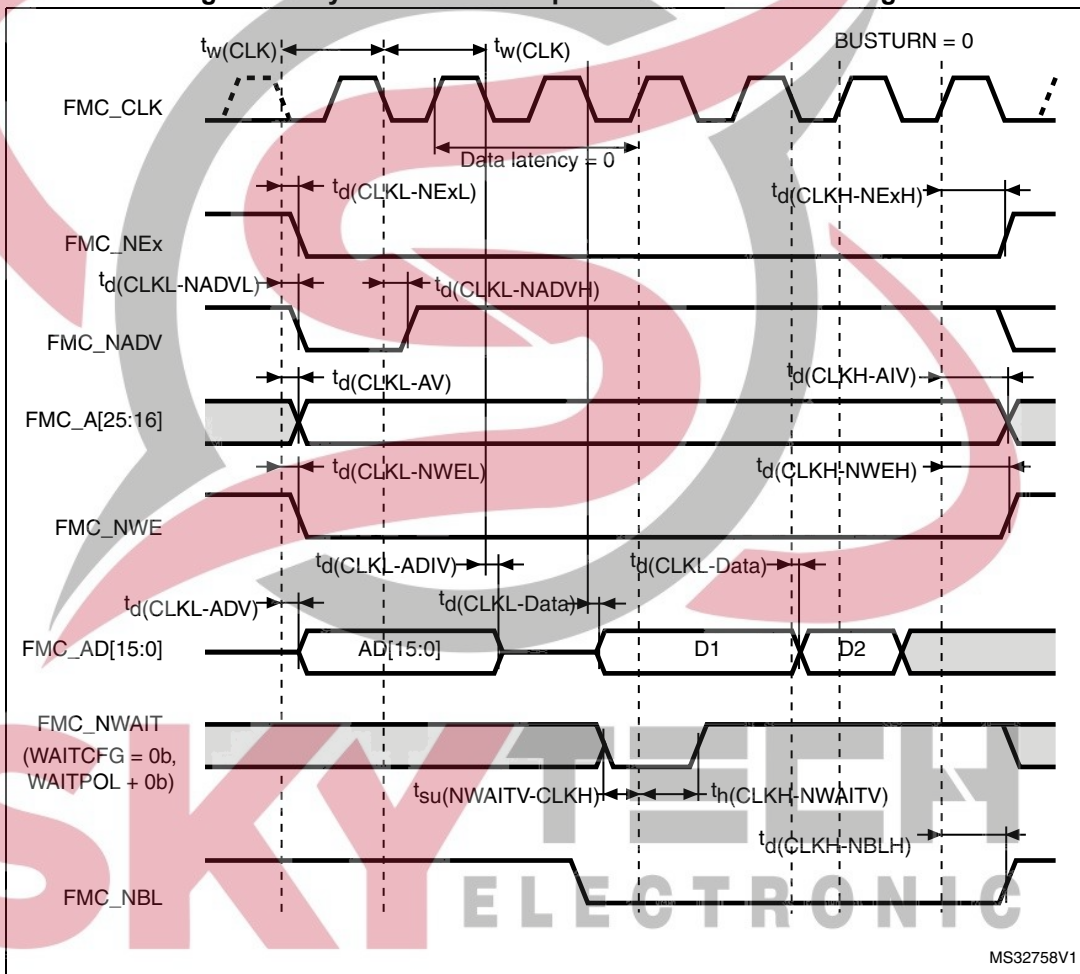 tw(CLK)
tw(CLK)
BUSTURN = 0
FMC_CLK
Data latency = 0
td(CLKL-NExL)
td(CLKH-NExH)
FMC_NEx
td(CLKL-NADVL)
td(CLKL-NADVH)
FMC_NADV
td(CLKL-AV)
td(CLKH-AIV)
FMC_A[25:16]
td(CLKL-NWEL)
td(CLKH-NWEH)
FMC_NWE
td(CLKL-ADIV)
td(CLKL-Data)
td(CLKL-ADV)
td(CLKL-Data)
FMC_AD[15:0]
AD[15:0]
D1
D2
FMC_NWAIT
(WAITCFG = 0b,
WAITPOL + 0b)
tsu(NWAITV-CLKH)
th(CLKH-NWAITV)
td(CLKH-NBLH)
FMC_NBL
SKY TECH
ELECTRONIC
MS32758V1